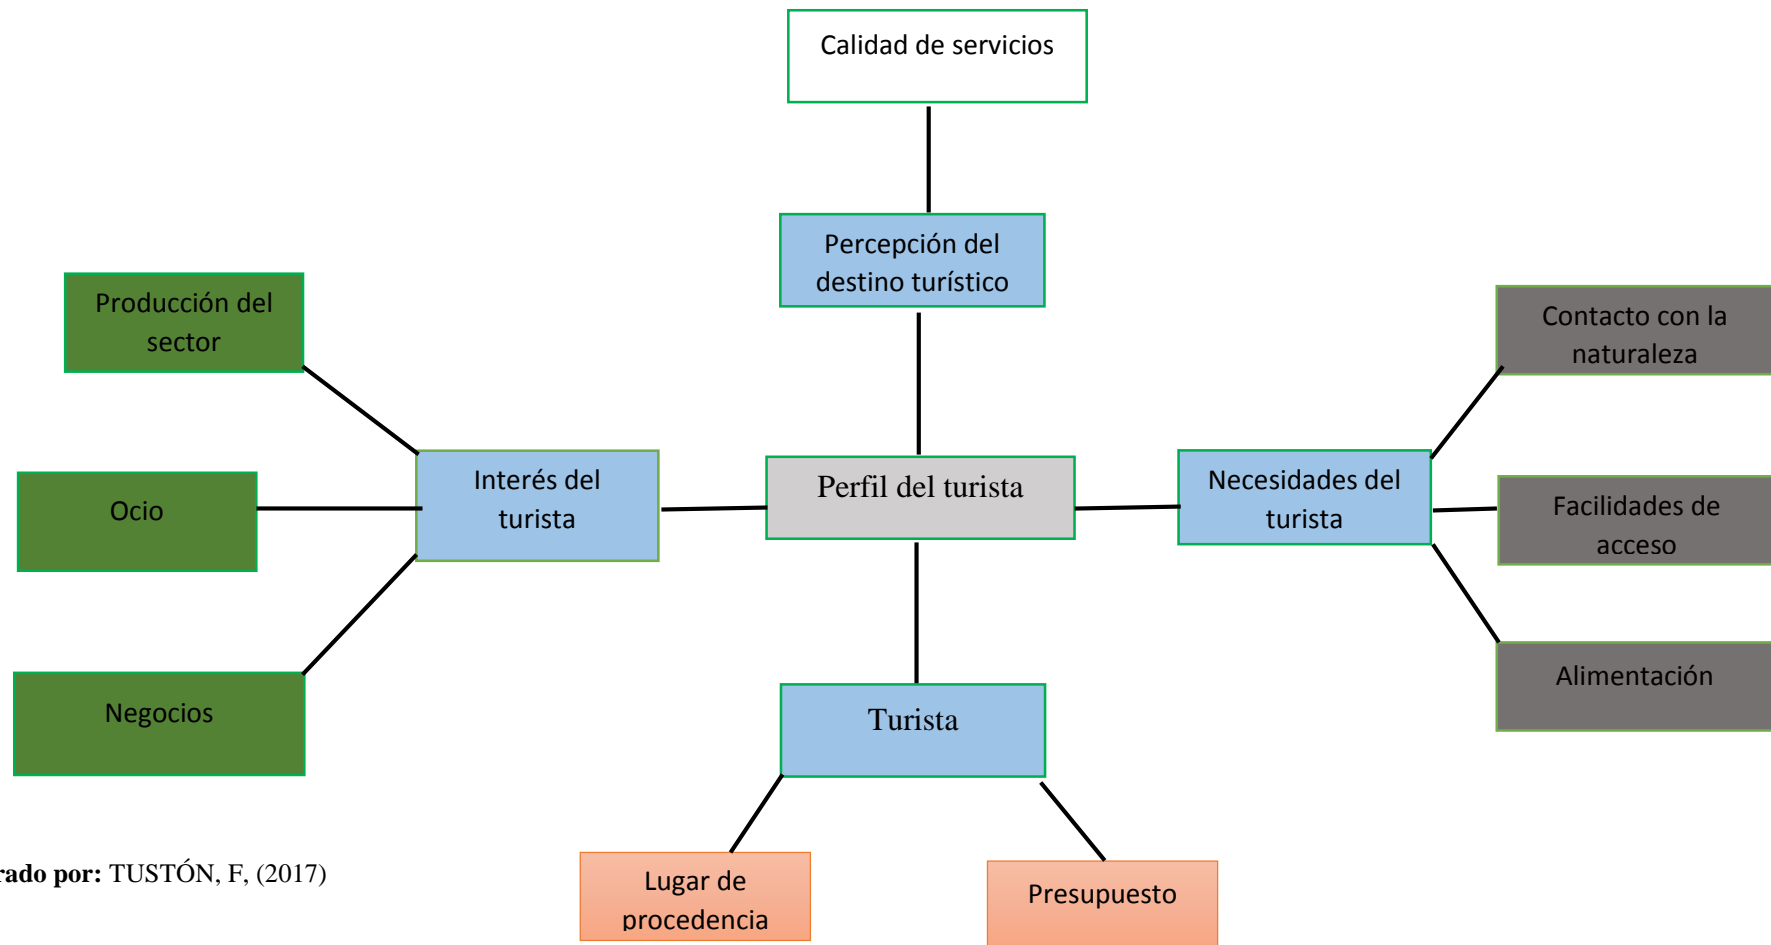 Calidad de servicios
Percepción del
destino turístico
Producción del
sector
Contacto con la
naturaleza
Interés del
turista
Perfil del turista
Necesidades del
turista
Ocio
Facilidades de
acceso
Negocios
Turista
Alimentación
Lugar de
procedencia
Presupuesto
rado por: TUSTÓN, F, (2017)